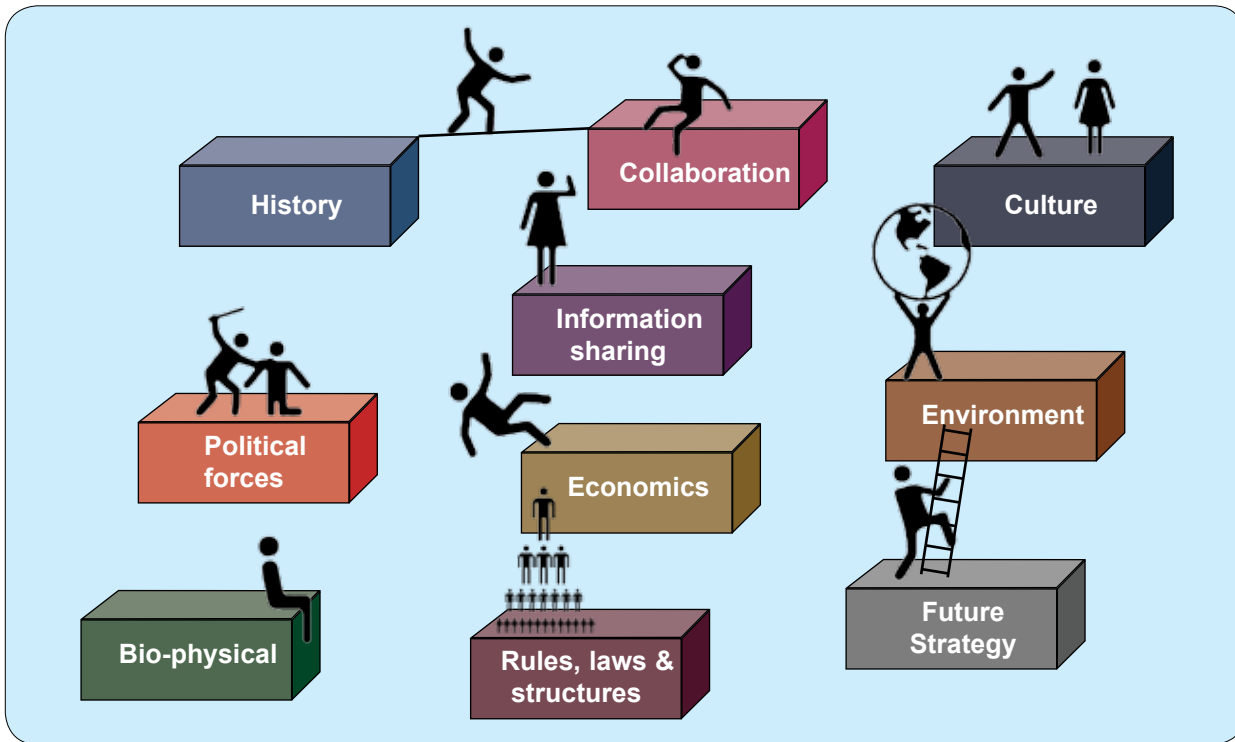 History
Collaboration
Culture
Information
sharing
Political
forces
Economics
Environment
Bio-physical
Rules, laws &
structures
Future
Strategy